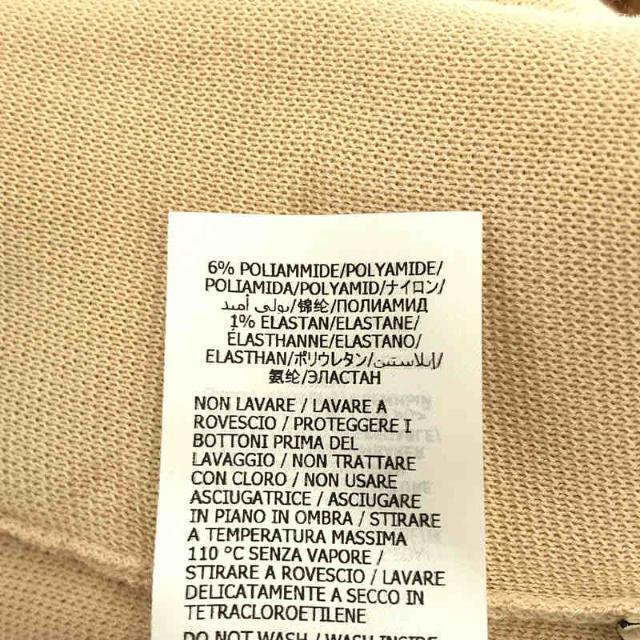 6% POLIAMMIDE/POLYAMIDE/
POLIAMIDA/POLYAMID/ナイロン/
بولي أميد/锦纶/ПОЛИАМИД
1% ELASTAN/ELASTANE/
ÉLASTHANNE/ELASTANO/
ELASTHAN/ポリウレタン/إيلاستين/
氨纶/ЭЛАСТАН
NON LAVARE / LAVARE A
ROVESCIO / PROTEGGERE I
BOTTONI PRIMA DEL
LAVAGGIO / NON TRATTARE
CON CLORO / NON USARE
ASCIUGATRICE / ASCIUGARE
IN PIANO IN OMBRA / STIRARE
A TEMPERATURA MASSIMA
110 °C SENZA VAPORE /
STIRARE A ROVESCIO / LAVARE
DELICATAMENTE A SECCO IN
TETRACLOROETILENE
DO NOT WASH / WASH INSIDE